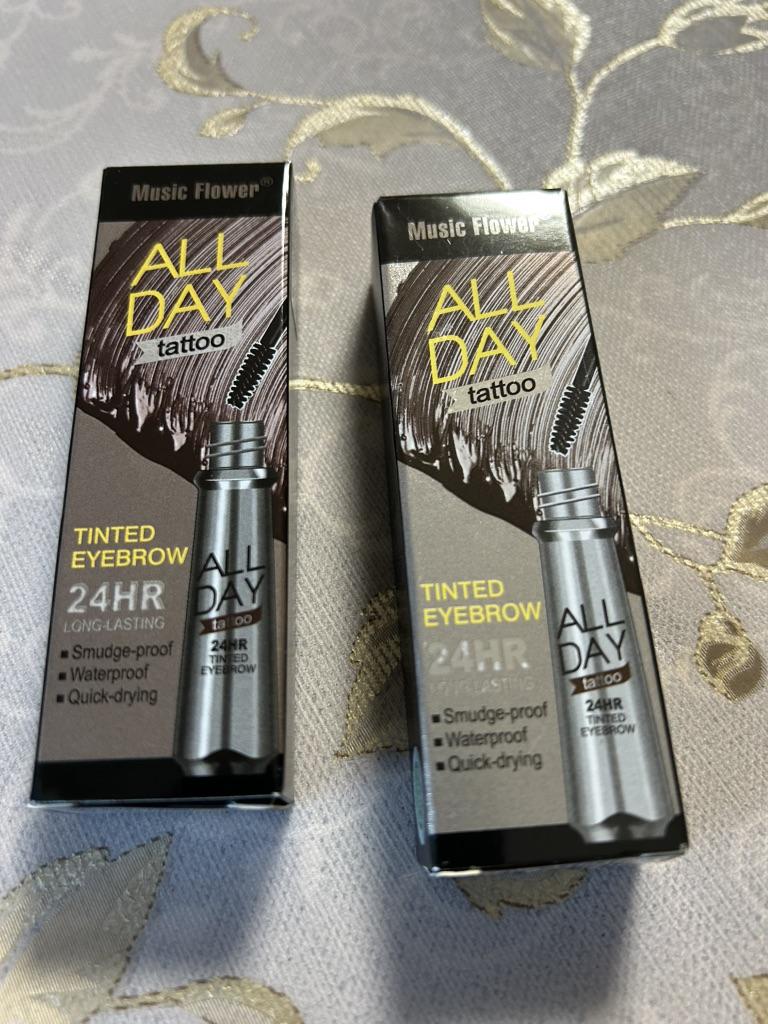 Music Flower®
ALL
DAY
tattoo
TINTED
EYEBROW
24HR
LONG-LASTING
▪ Smudge-proof
▪ Waterproof
▪ Quick-drying
ALL
DAY
tattoo
24HR
TINTED
EYEBROW
Music Flower®
ALL
DAY
tattoo
TINTED
EYEBROW
24HR
LONG-LASTING
▪ Smudge-proof
▪ Waterproof
▪ Quick-drying
ALL
DAY
tattoo
24HR
TINTED
EYEBROW